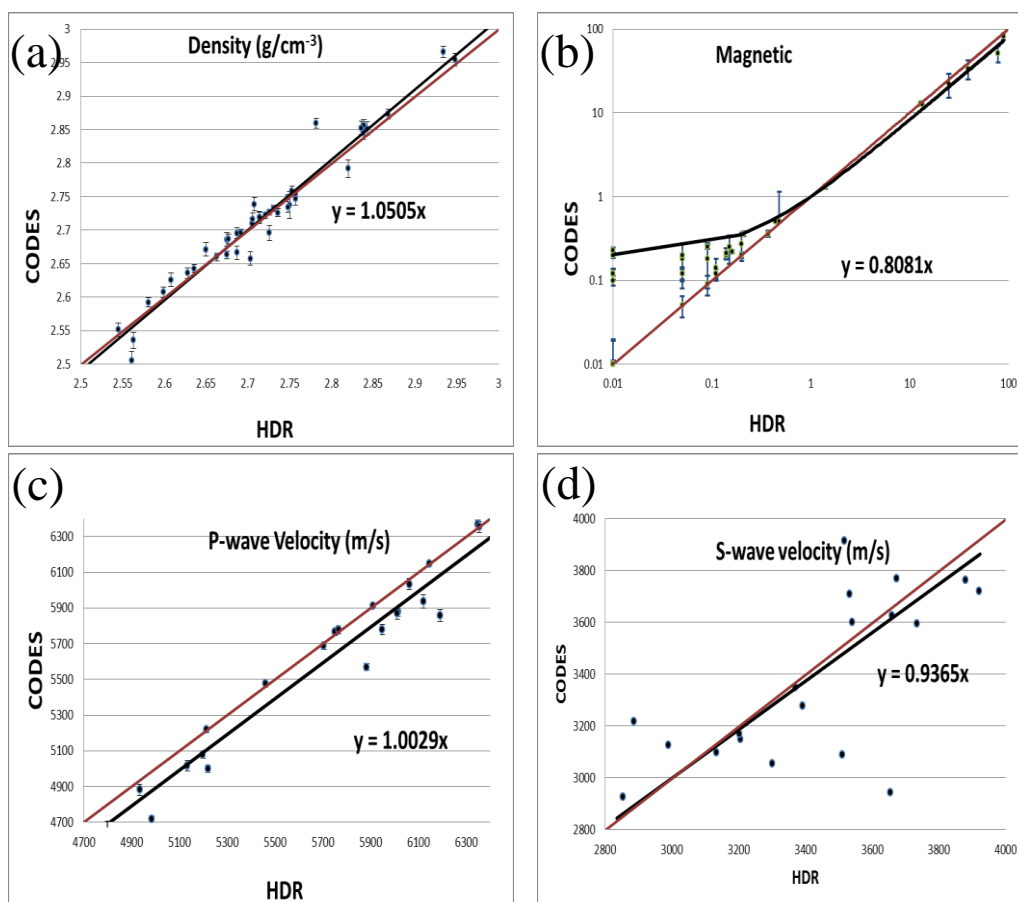 (a)
Density (g/cm⁻³)
3
2.95
2.9
2.85
2.8
2.75
2.7
2.65
2.6
2.55
2.5
CODES
y = 1.0505x
2.5 2.55 2.6 2.65 2.7 2.75 2.8 2.85 2.9 2.95 3
HDR
(b)
Magnetic
100
10
1
0.1
0.01
CODES
y = 0.8081x
0.01 0.1 1 10 100
HDR
(c)
P-wave Velocity (m/s)
6300
6100
5900
5700
5500
5300
5100
4900
4700
CODES
y = 1.0029x
4700 4900 5100 5300 5500 5700 5900 6100 6300
HDR
(d)
S-wave velocity (m/s)
4000
3800
3600
3400
3200
3000
2800
CODES
y = 0.9365x
2800 3000 3200 3400 3600 3800 4000
HDR